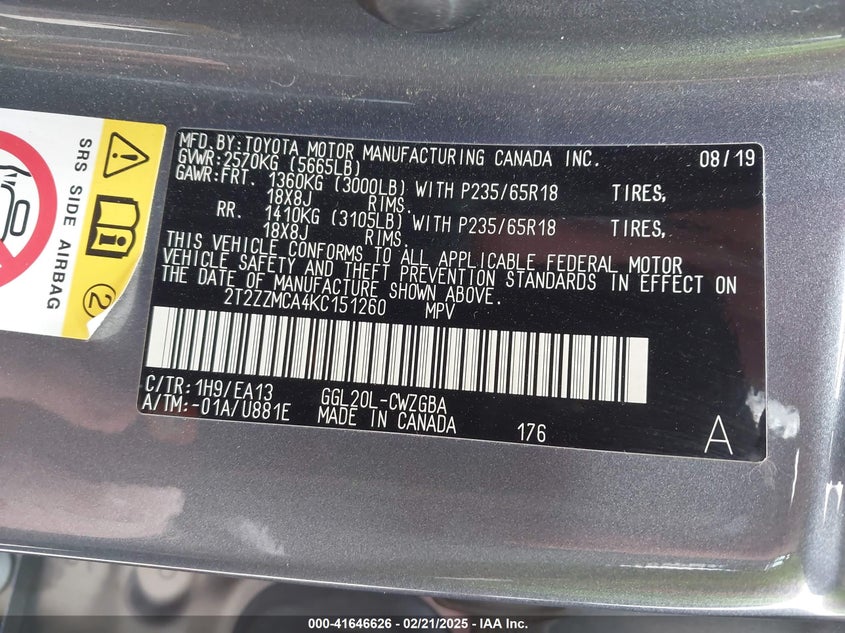 SRS SIDE AIRBAG
2
MFD.BY:TOYOTA MOTOR MANUFACTURING CANADA INC. 08/19
GVWR:2570KG (5665LB)
GAWR:FRT. 1360KG (3000LB) WITH P235/65R18 TIRES,
18X8J RIMS.
RR. 1410KG (3105LB) WITH P235/65R18 TIRES,
18X8J RIMS.
THIS VEHICLE CONFORMS TO ALL APPLICABLE FEDERAL MOTOR
VEHICLE SAFETY AND THEFT PREVENTION STANDARDS IN EFFECT ON
THE DATE OF MANUFACTURE SHOWN ABOVE.
2T2ZZMCA4KC151260 MPV
C/TR:1H9/EA13 GGL20L-CWZGBA
A/TM:-01A/U881E MADE IN CANADA 176 A
000-41646626 - 02/21/2025 - IAA Inc.